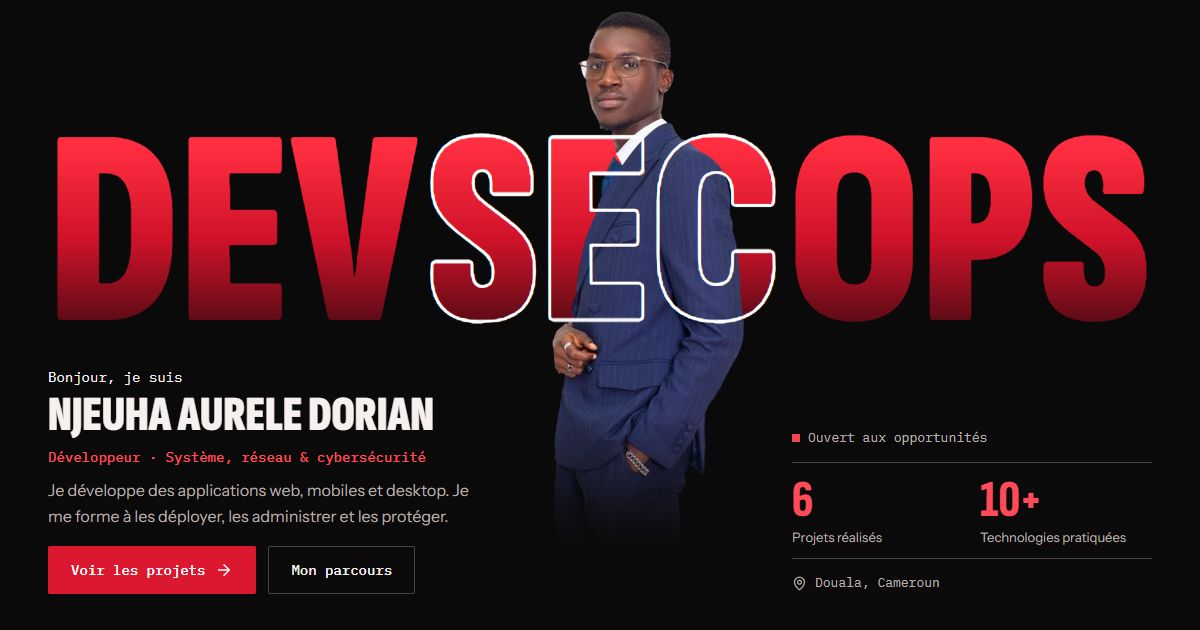 DEVSECOPS
Bonjour, je suis
NJEUHA AURELE DORIAN
Développeur · Système, réseau & cybersécurité
Je développe des applications web, mobiles et desktop. Je
me forme à les déployer, les administrer et les protéger.
Voir les projets →
Mon parcours
Ouvert aux opportunités
6
Projets réalisés
10+
Technologies pratiquées
Douala, Cameroun